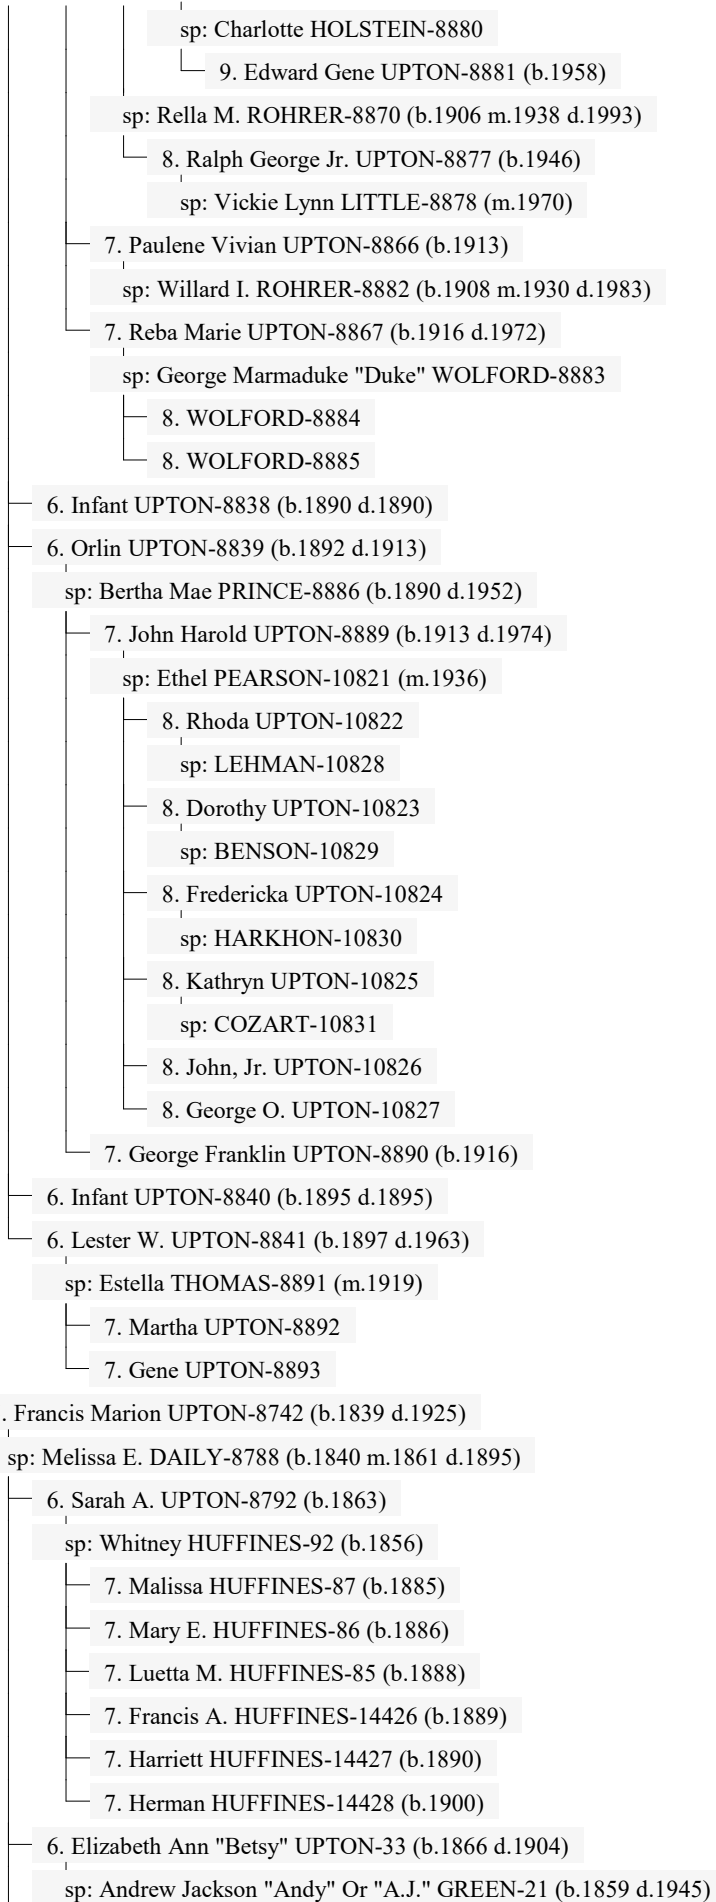 sp: Charlotte HOLSTEIN-8880
9. Edward Gene UPTON-8881 (b.1958)
sp: Rella M. ROHRER-8870 (b.1906 m.1938 d.1993)
8. Ralph George Jr. UPTON-8877 (b.1946)
sp: Vickie Lynn LITTLE-8878 (m.1970)
7. Paulene Vivian UPTON-8866 (b.1913)
sp: Willard I. ROHRER-8882 (b.1908 m.1930 d.1983)
7. Reba Marie UPTON-8867 (b.1916 d.1972)
sp: George Marmaduke "Duke" WOLFORD-8883
8. WOLFORD-8884
8. WOLFORD-8885
6. Infant UPTON-8838 (b.1890 d.1890)
6. Orlin UPTON-8839 (b.1892 d.1913)
sp: Bertha Mae PRINCE-8886 (b.1890 d.1952)
7. John Harold UPTON-8889 (b.1913 d.1974)
sp: Ethel PEARSON-10821 (m.1936)
8. Rhoda UPTON-10822
sp: LEHMAN-10828
8. Dorothy UPTON-10823
sp: BENSON-10829
8. Fredericka UPTON-10824
sp: HARKHON-10830
8. Kathryn UPTON-10825
sp: COZART-10831
8. John, Jr. UPTON-10826
8. George O. UPTON-10827
7. George Franklin UPTON-8890 (b.1916)
6. Infant UPTON-8840 (b.1895 d.1895)
6. Lester W. UPTON-8841 (b.1897 d.1963)
sp: Estella THOMAS-8891 (m.1919)
7. Martha UPTON-8892
7. Gene UPTON-8893
. Francis Marion UPTON-8742 (b.1839 d.1925)
sp: Melissa E. DAILY-8788 (b.1840 m.1861 d.1895)
6. Sarah A. UPTON-8792 (b.1863)
sp: Whitney HUFFINES-92 (b.1856)
7. Malissa HUFFINES-87 (b.1885)
7. Mary E. HUFFINES-86 (b.1886)
7. Luetta M. HUFFINES-85 (b.1888)
7. Francis A. HUFFINES-14426 (b.1889)
7. Harriett HUFFINES-14427 (b.1890)
7. Herman HUFFINES-14428 (b.1900)
6. Elizabeth Ann "Betsy" UPTON-33 (b.1866 d.1904)
sp: Andrew Jackson "Andy" Or "A.J." GREEN-21 (b.1859 d.1945)